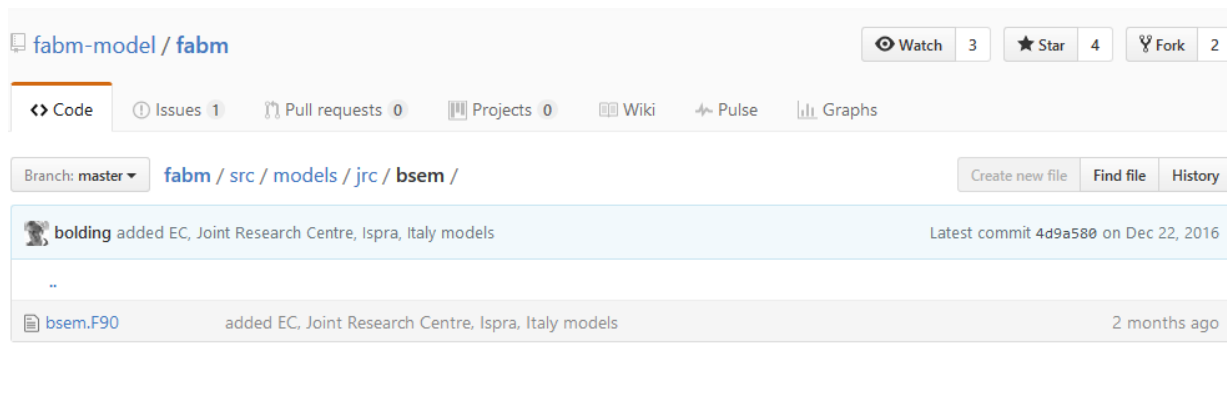 fabm-model / fabm Watch 3 Star 4 Fork 2
Code Issues 1 Pull requests 0 Projects 0 Wiki Pulse Graphs
Branch: master fabm / src / models / jrc / bsem / Create new file Find file History
bolding added EC, Joint Research Centre, Ispra, Italy models Latest commit 4d9a580 on Dec 22, 2016
..
bsem.F90 added EC, Joint Research Centre, Ispra, Italy models 2 months ago